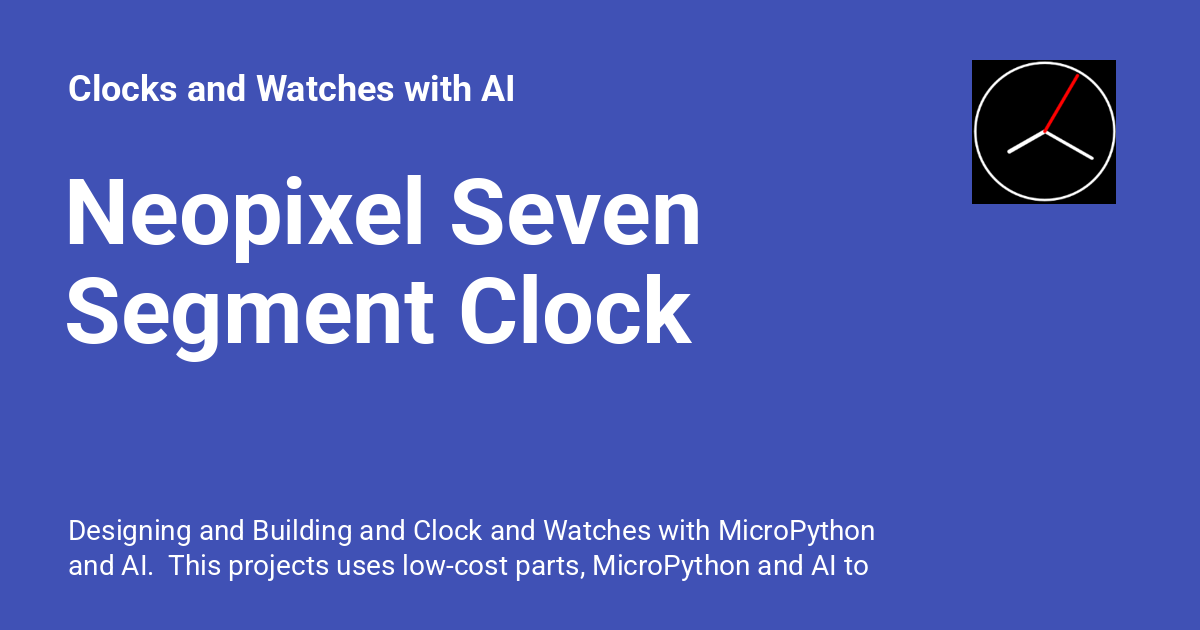 Clocks and Watches with AI
Neopixel Seven
Segment Clock
Designing and Building and Clock and Watches with MicroPython
and AI.  This projects uses low-cost parts, MicroPython and AI to